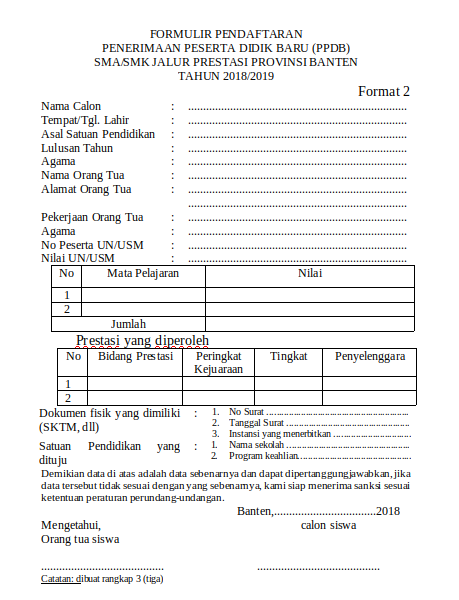 FORMULIR PENDAFTARAN
PENERIMAAN PESERTA DIDIK BARU (PPDB)
SMA/SMK JALUR PRESTASI PROVINSI BANTEN
TAHUN 2018/2019
Format 2
Nama Calon : ........................................................................
Tempat/Tgl. Lahir : ........................................................................
Asal Satuan Pendidikan : ........................................................................
Lulusan Tahun : ........................................................................
Agama : ........................................................................
Nama Orang Tua : ........................................................................
Alamat Orang Tua : ........................................................................
........................................................................
Pekerjaan Orang Tua : ........................................................................
Agama : ........................................................................
No Peserta UN/USM : ........................................................................
Nilai UN/USM : ........................................................................
No Mata Pelajaran Nilai
1
2
Jumlah
Prestasi yang diperoleh
No Bidang Prestasi Peringkat Kejuaraan Tingkat Penyelenggara
1
2
Dokumen fisik yang dimiliki : 1. No Surat ........................................................
(SKTM, dll) 2. Tanggal Surat ................................................
3. Instansi yang menerbitkan ..............................
Satuan Pendidikan yang : 1. Nama sekolah ................................................
dituju 2. Program keahlian............................................
Demikian data di atas adalah data sebenarnya dan dapat dipertanggungjawabkan, jika
data tersebut tidak sesuai dengan yang sebenarnya, kami siap menerima sanksi sesuai
ketentuan peraturan perundang-undangan.
Banten,..................................2018
Mengetahui, calon siswa
Orang tua siswa
......................................... .........................................
Catatan: dibuat rangkap 3 (tiga)